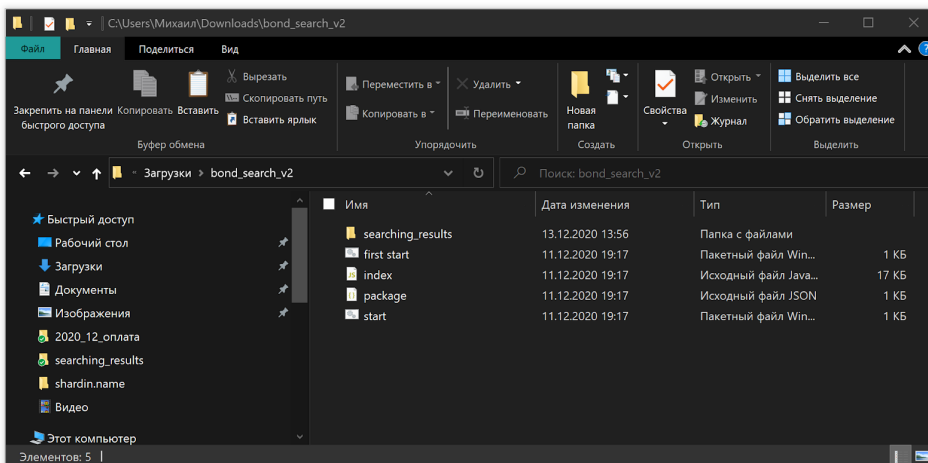 C:\Users\Михаил\Downloads\bond_search_v2
Файл Главная Поделиться Вид
Закрепить на панели быстрого доступа
Копировать
Вставить
Вырезать
Скопировать путь
Вставить ярлык
Буфер обмена
Переместить в
Копировать в
Удалить
Переименовать
Упорядочить
Новая папка
Создать
Свойства
Открыть
Изменить
Журнал
Открыть
Выделить все
Снять выделение
Обратить выделение
Выделить
« Загрузки › bond_search_v2
Поиск: bond_search_v2
Быстрый доступ
Рабочий стол
Загрузки
Документы
Изображения
2020_12_оплата
searching_results
shardin.name
Видео
Этот компьютер
Имя Дата изменения Тип Размер
searching_results 13.12.2020 13:56 Папка с файлами
first start 11.12.2020 19:17 Пакетный файл Win... 1 КБ
index 11.12.2020 19:17 Исходный файл Java... 17 КБ
package 11.12.2020 19:17 Исходный файл JSON 1 КБ
start 11.12.2020 19:17 Пакетный файл Win... 1 КБ
Элементов: 5